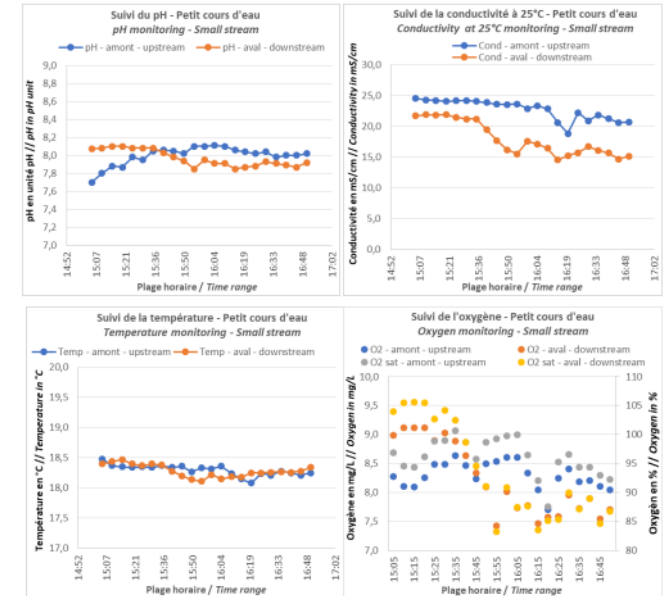 Suivi du pH - Petit cours d'eau
pH monitoring - Small stream
pH - amont - upstream
pH - aval - downstream
9,0
8,8
8,6
8,4
8,2
8,0
7,8
7,6
7,4
7,2
7,0
pH en unité pH // pH in pH unit
14:52
15:07
15:21
15:36
15:50
16:04
16:19
16:33
16:48
17:02
Plage horaire / Time range
Suivi de la conductivité à 25°C - Petit cours d'eau
Conductivity at 25°C monitoring - Small stream
Cond - amont - upstream
Cond - aval - downstream
30,0
25,0
20,0
15,0
10,0
5,0
0,0
Conductivité en mS/cm // Conductivity in mS/cm
14:52
15:07
15:21
15:36
15:50
16:04
16:19
16:33
16:48
17:02
Plage horaire / Time range
Suivi de la température - Petit cours d'eau
Temperature monitoring - Small stream
Temp - amont - upstream
Temp - aval - downstream
20,0
19,5
19,0
18,5
18,0
17,5
17,0
Température en °C // Temperature in °C
14:52
15:07
15:21
15:36
15:50
16:04
16:19
16:33
16:48
17:02
Plage horaire / Time range
Suivi de l'oxygène - Petit cours d'eau
Oxygen monitoring - Small stream
O2 - amont - upstream
O2 - aval - downstream
O2 sat - amont - upstream
O2 sat - aval - downstream
10,0
9,5
9,0
8,5
8,0
7,5
7,0
Oxygène en mg/L // Oxygen in mg/L
110
105
100
95
90
85
80
Oxygèn en % // Oxygen in %
15:05
15:15
15:25
15:35
15:45
15:55
16:05
16:15
16:25
16:35
16:45
Plage horaire / Time range